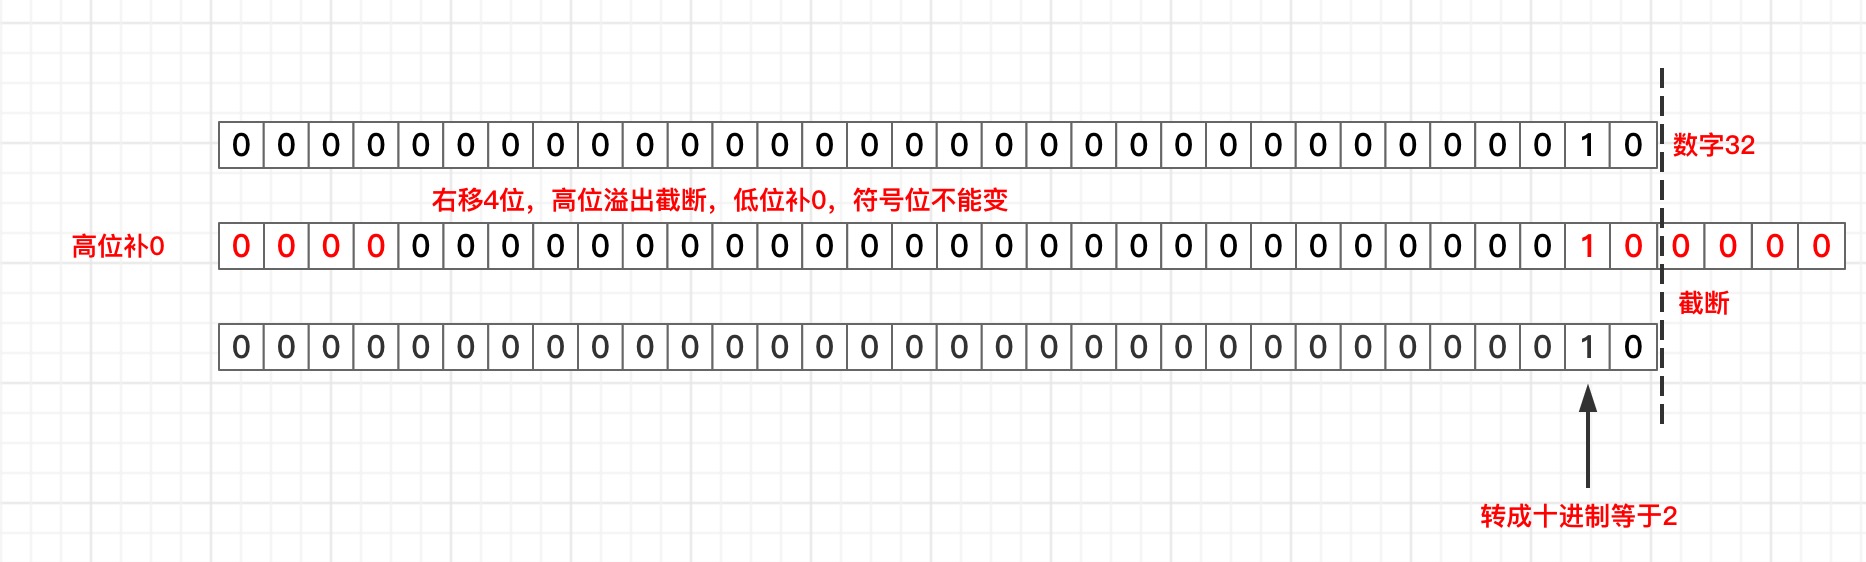 0 0 0 0 0 0 0 0 0 0 0 0 0 0 0 0 0 0 0 0 0 0 0 0 0 0 0 0 0 0 1 0 数字32
右移4位，高位溢出截断，低位补0，符号位不能变
高位补0 0 0 0 0 0 0 0 0 0 0 0 0 0 0 0 0 0 0 0 0 0 0 0 0 0 0 0 0 0 0 1 0 0 0 0 0
截断
0 0 0 0 0 0 0 0 0 0 0 0 0 0 0 0 0 0 0 0 0 0 0 0 0 0 0 0 0 0 1 0
转成十进制等于2